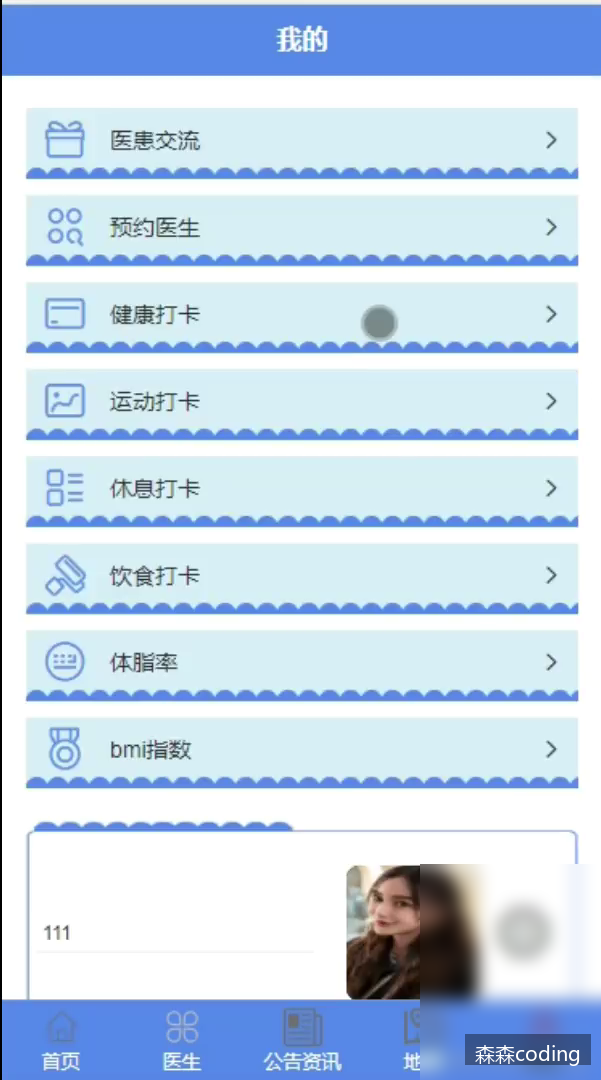 我的
医患交流
预约医生
健康打卡
运动打卡
休息打卡
饮食打卡
体脂率
bmi指数
111
首页
医生
公告资讯
地
森森coding